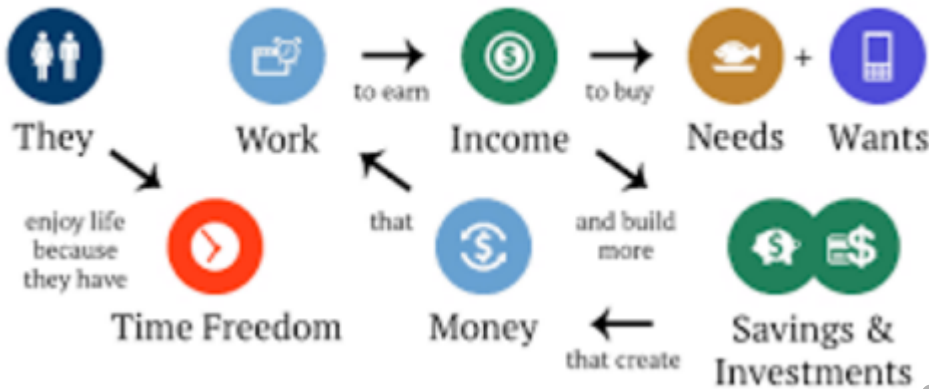 They
Work
to earn
Income
to buy
Needs
+
Wants
enjoy life
because
they have
Time Freedom
that
Money
and build
more
that create
Savings &
Investments